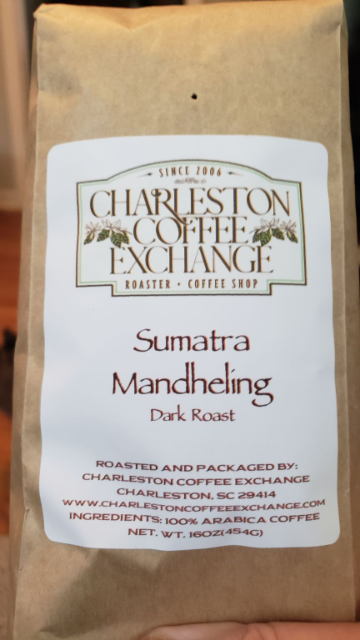 SINCE 2006
CHARLESTON
COFFEE
EXCHANGE
ROASTER · COFFEE SHOP
Sumatra
Mandheling
Dark Roast
ROASTED AND PACKAGED BY:
CHARLESTON COFFEE EXCHANGE
CHARLESTON, SC 29414
WWW.CHARLESTONCOFFEEEXCHANGE.COM
INGREDIENTS: 100% ARABICA COFFEE
NET. WT. 16OZ(454G)